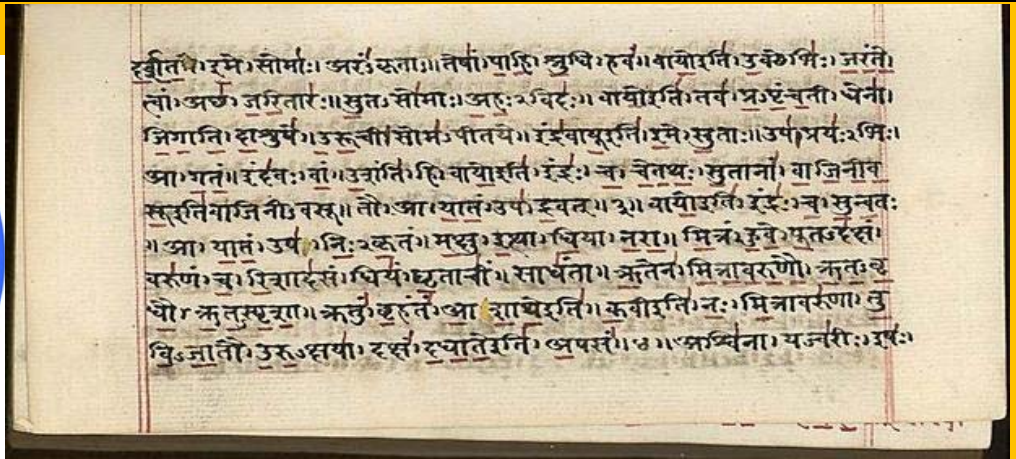 दर्शत। इमे। सोमाः। अरंऽकृताः॥ तेषां। पाहि। श्रुधि। हवं॥ वायोइति। उक्थेभिः। जरंते।
त्वां। अच्छ। जरितारः॥ सुतऽसोमाः। अहःऽविदः॥ वायोइति। तव। प्रऽपृंचती। धेना।
जिगाति। दाशुषे॥ उरूची। सोमऽपीतये॥ इंद्रवायूइति। इमे। सुताः॥ उप। प्रयःऽभिः।
आ। गतं॥ इंदवः। वां॥ उशंति। हि। वायोइति। इंद्रः। च। चेतथः। सुतानां। वाजिनीव
सूइतिवाजिनीऽवसू॥ तौ। आ। यातं। उप। द्रवत्॥३॥ वायोइति। इंद्रः। च। सुन्वतः
॥ आ। यातं। उप। निःऽकृतं॥ मक्षु। इत्था। धिया। नरा॥ मित्रं। हुवे। पूतऽदक्षं।
वरुणं। च। रिशादसं। धियं। घृताचीं॥ साधंता॥ ऋतेन। मित्रावरुणौ। ऋतऽवृ
धौ। ऋतऽस्पृशा॥ क्रतुं। बृहंतं। आशाथेइति॥ कवीइति। नः। मित्रावरुणा। तु
विऽजातौ। उरुऽक्षया। दक्षं। दधातेइति। अपसं॥४॥ अश्विना। यज्वरीः। इषः।